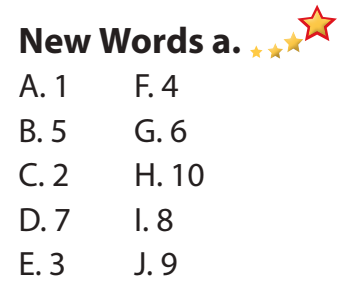 New Words a.
A. 1 F. 4
B. 5 G. 6
C. 2 H. 10
D. 7 I. 8
E. 3 J. 9